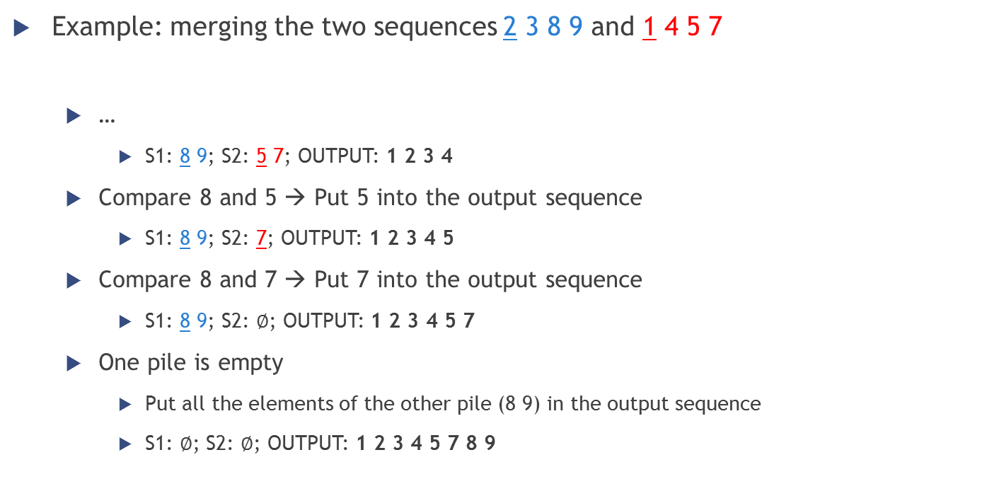 Example: merging the two sequences 2 3 8 9 and 1 4 5 7
...
S1: 8 9; S2: 5 7; OUTPUT: 1 2 3 4
Compare 8 and 5 → Put 5 into the output sequence
S1: 8 9; S2: 7; OUTPUT: 1 2 3 4 5
Compare 8 and 7 → Put 7 into the output sequence
S1: 8 9; S2: ∅; OUTPUT: 1 2 3 4 5 7
One pile is empty
Put all the elements of the other pile (8 9) in the output sequence
S1: ∅; S2: ∅; OUTPUT: 1 2 3 4 5 7 8 9